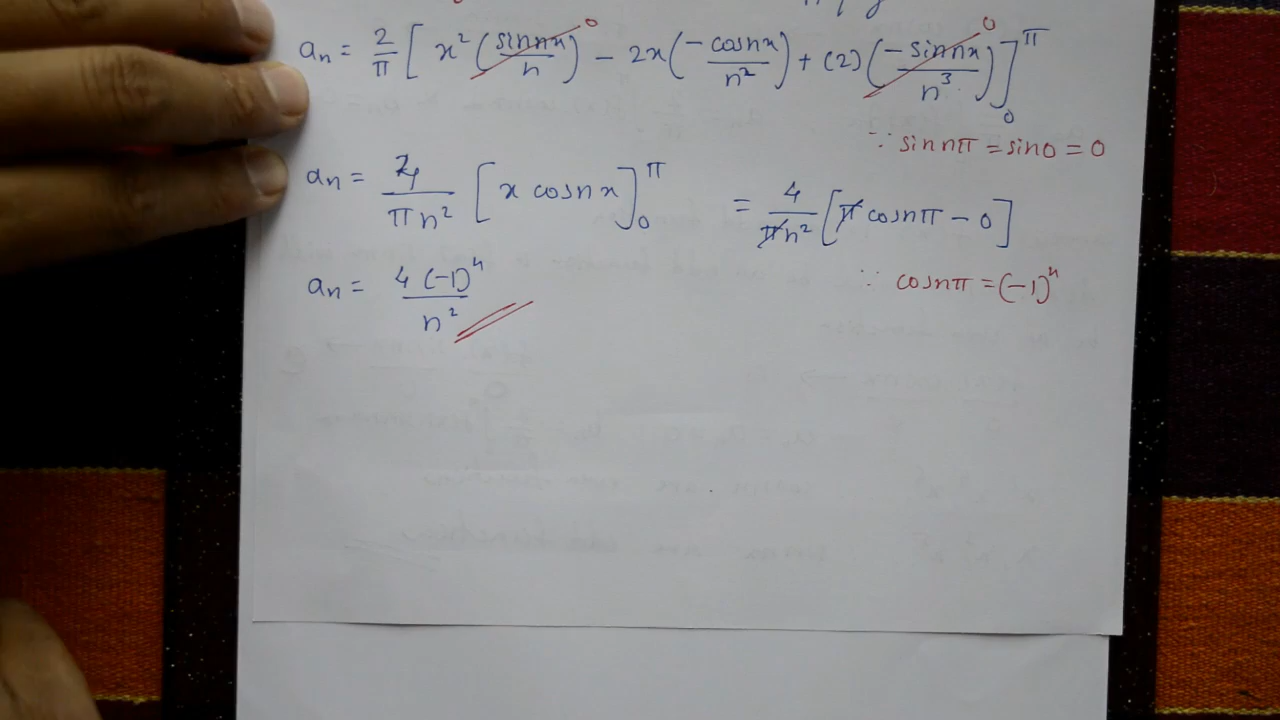 aₙ = 2/π [ x² (sin nx / n) 0 − 2x (− cos nx / n²) + (2) (− sin nx / n³) 0 ]₀^π
∵ sin nπ = sin 0 = 0
aₙ = 4 / πn² [ x cos nx ]₀^π = 4 / πn² [ π cos nπ − 0 ]
aₙ = 4 (−1)ⁿ / n² ∵ cos nπ = (−1)ⁿ